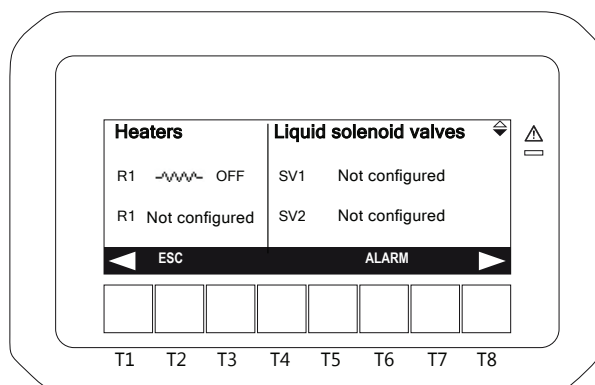 Heaters Liquid solenoid valves
R1 OFF SV1 Not configured
R1 Not configured SV2 Not configured
ESC ALARM
T1 T2 T3 T4 T5 T6 T7 T8